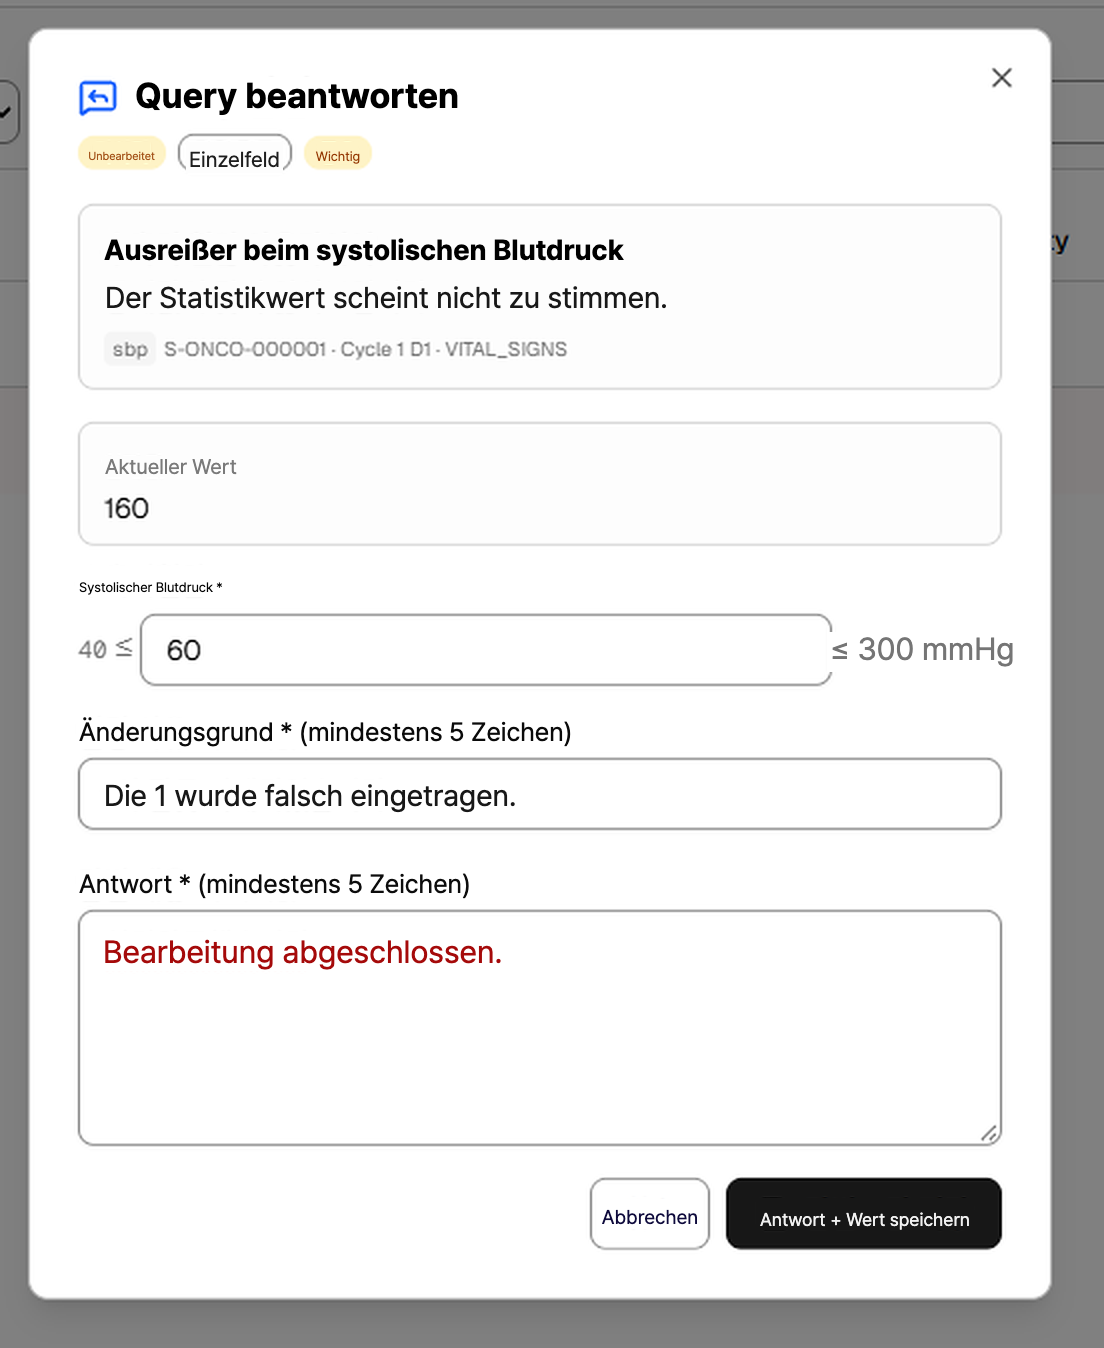 Query beantworten
Unbearbeitet Einzelfeld Wichtig
ty
Ausreißer beim systolischen Blutdruck
Der Statistikwert scheint nicht zu stimmen.
sbp S-ONCO-000001 · Cycle 1 D1 · VITAL_SIGNS
Aktueller Wert
160
Systolischer Blutdruck *
40 ≤ 60 ≤ 300 mmHg
Änderungsgrund * (mindestens 5 Zeichen)
Die 1 wurde falsch eingetragen.
Antwort * (mindestens 5 Zeichen)
Bearbeitung abgeschlossen.
Abbrechen Antwort + Wert speichern